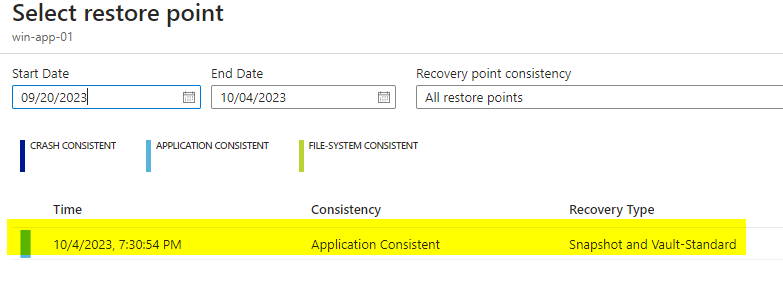 Select restore point
win-app-01
Start Date End Date Recovery point consistency
09/20/2023 10/04/2023 All restore points
CRASH CONSISTENT APPLICATION CONSISTENT FILE-SYSTEM CONSISTENT
Time Consistency Recovery Type
10/4/2023, 7:30:54 PM Application Consistent Snapshot and Vault-Standard